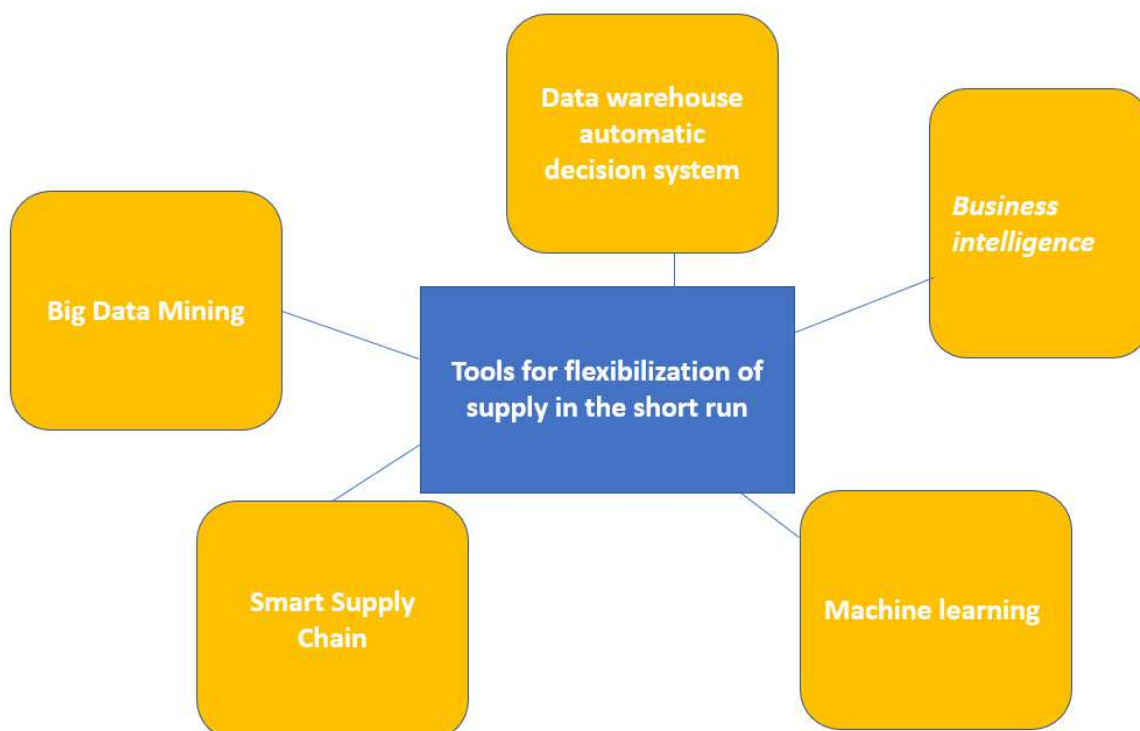 Data warehouse
automatic
decision system
Business
intelligence
Big Data Mining
Tools for flexibilization of
supply in the short run
Smart Supply
Chain
Machine learning